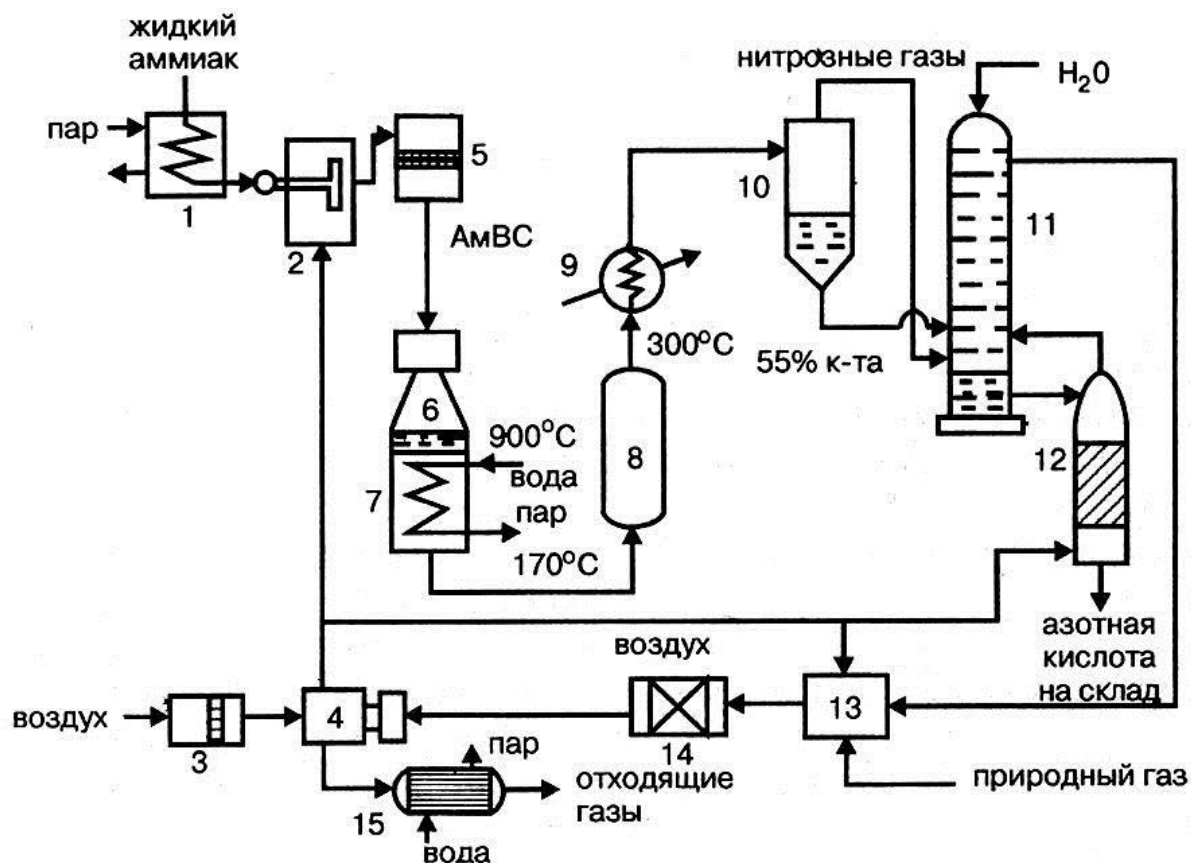 жидкий
аммиак
нитрозные газы
H₂0
пар
5
1
2
АмВС
10
11
9
300°С
55% к-та
6
900°С
вода
7
пар
170°С
8
12
воздух
азотная
кислота
на склад
воздух
3
4
14
13
пар
отходящие
газы
природный газ
15
вода